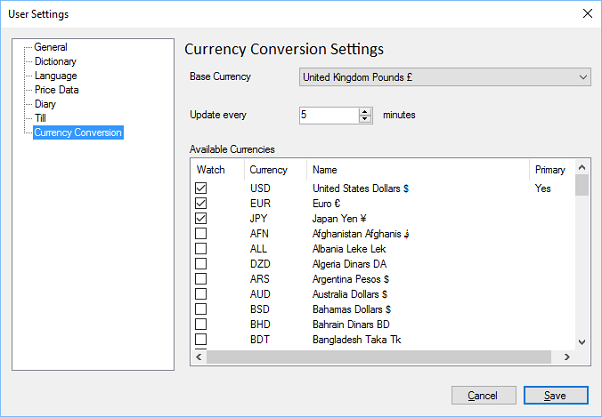 User Settings
General
Dictionary
Language
Price Data
Diary
Till
Currency Conversion
Currency Conversion Settings
Base Currency United Kingdom Pounds £
Update every 5 minutes
Available Currencies
Watch Currency Name Primary
USD United States Dollars $ Yes
EUR Euro €
JPY Japan Yen ¥
AFN Afghanistan Afghanis ؋
ALL Albania Leke Lek
DZD Algeria Dinars DA
ARS Argentina Pesos $
AUD Australia Dollars $
BSD Bahamas Dollars $
BHD Bahrain Dinars BD
BDT Bangladesh Taka Tk
Cancel Save